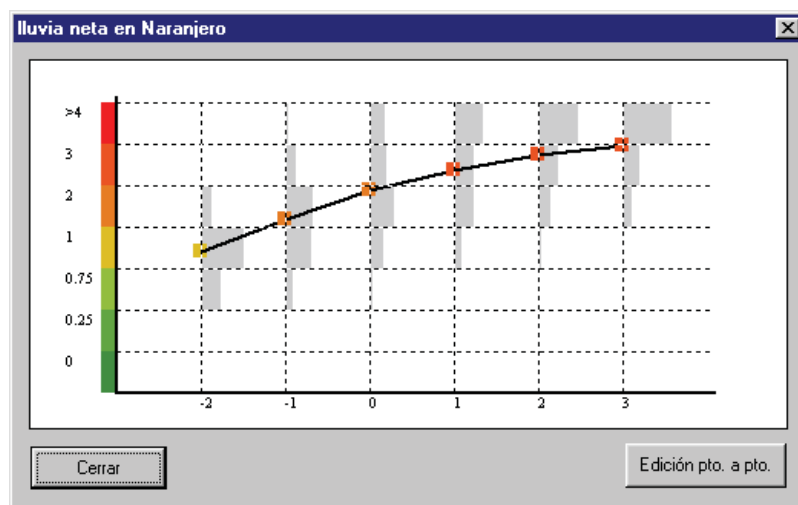 lluvia neta en Naranjero
>4
3
2
1
0.75
0.25
0
-2 -1 0 1 2 3
Cerrar
Edición pto. a pto.